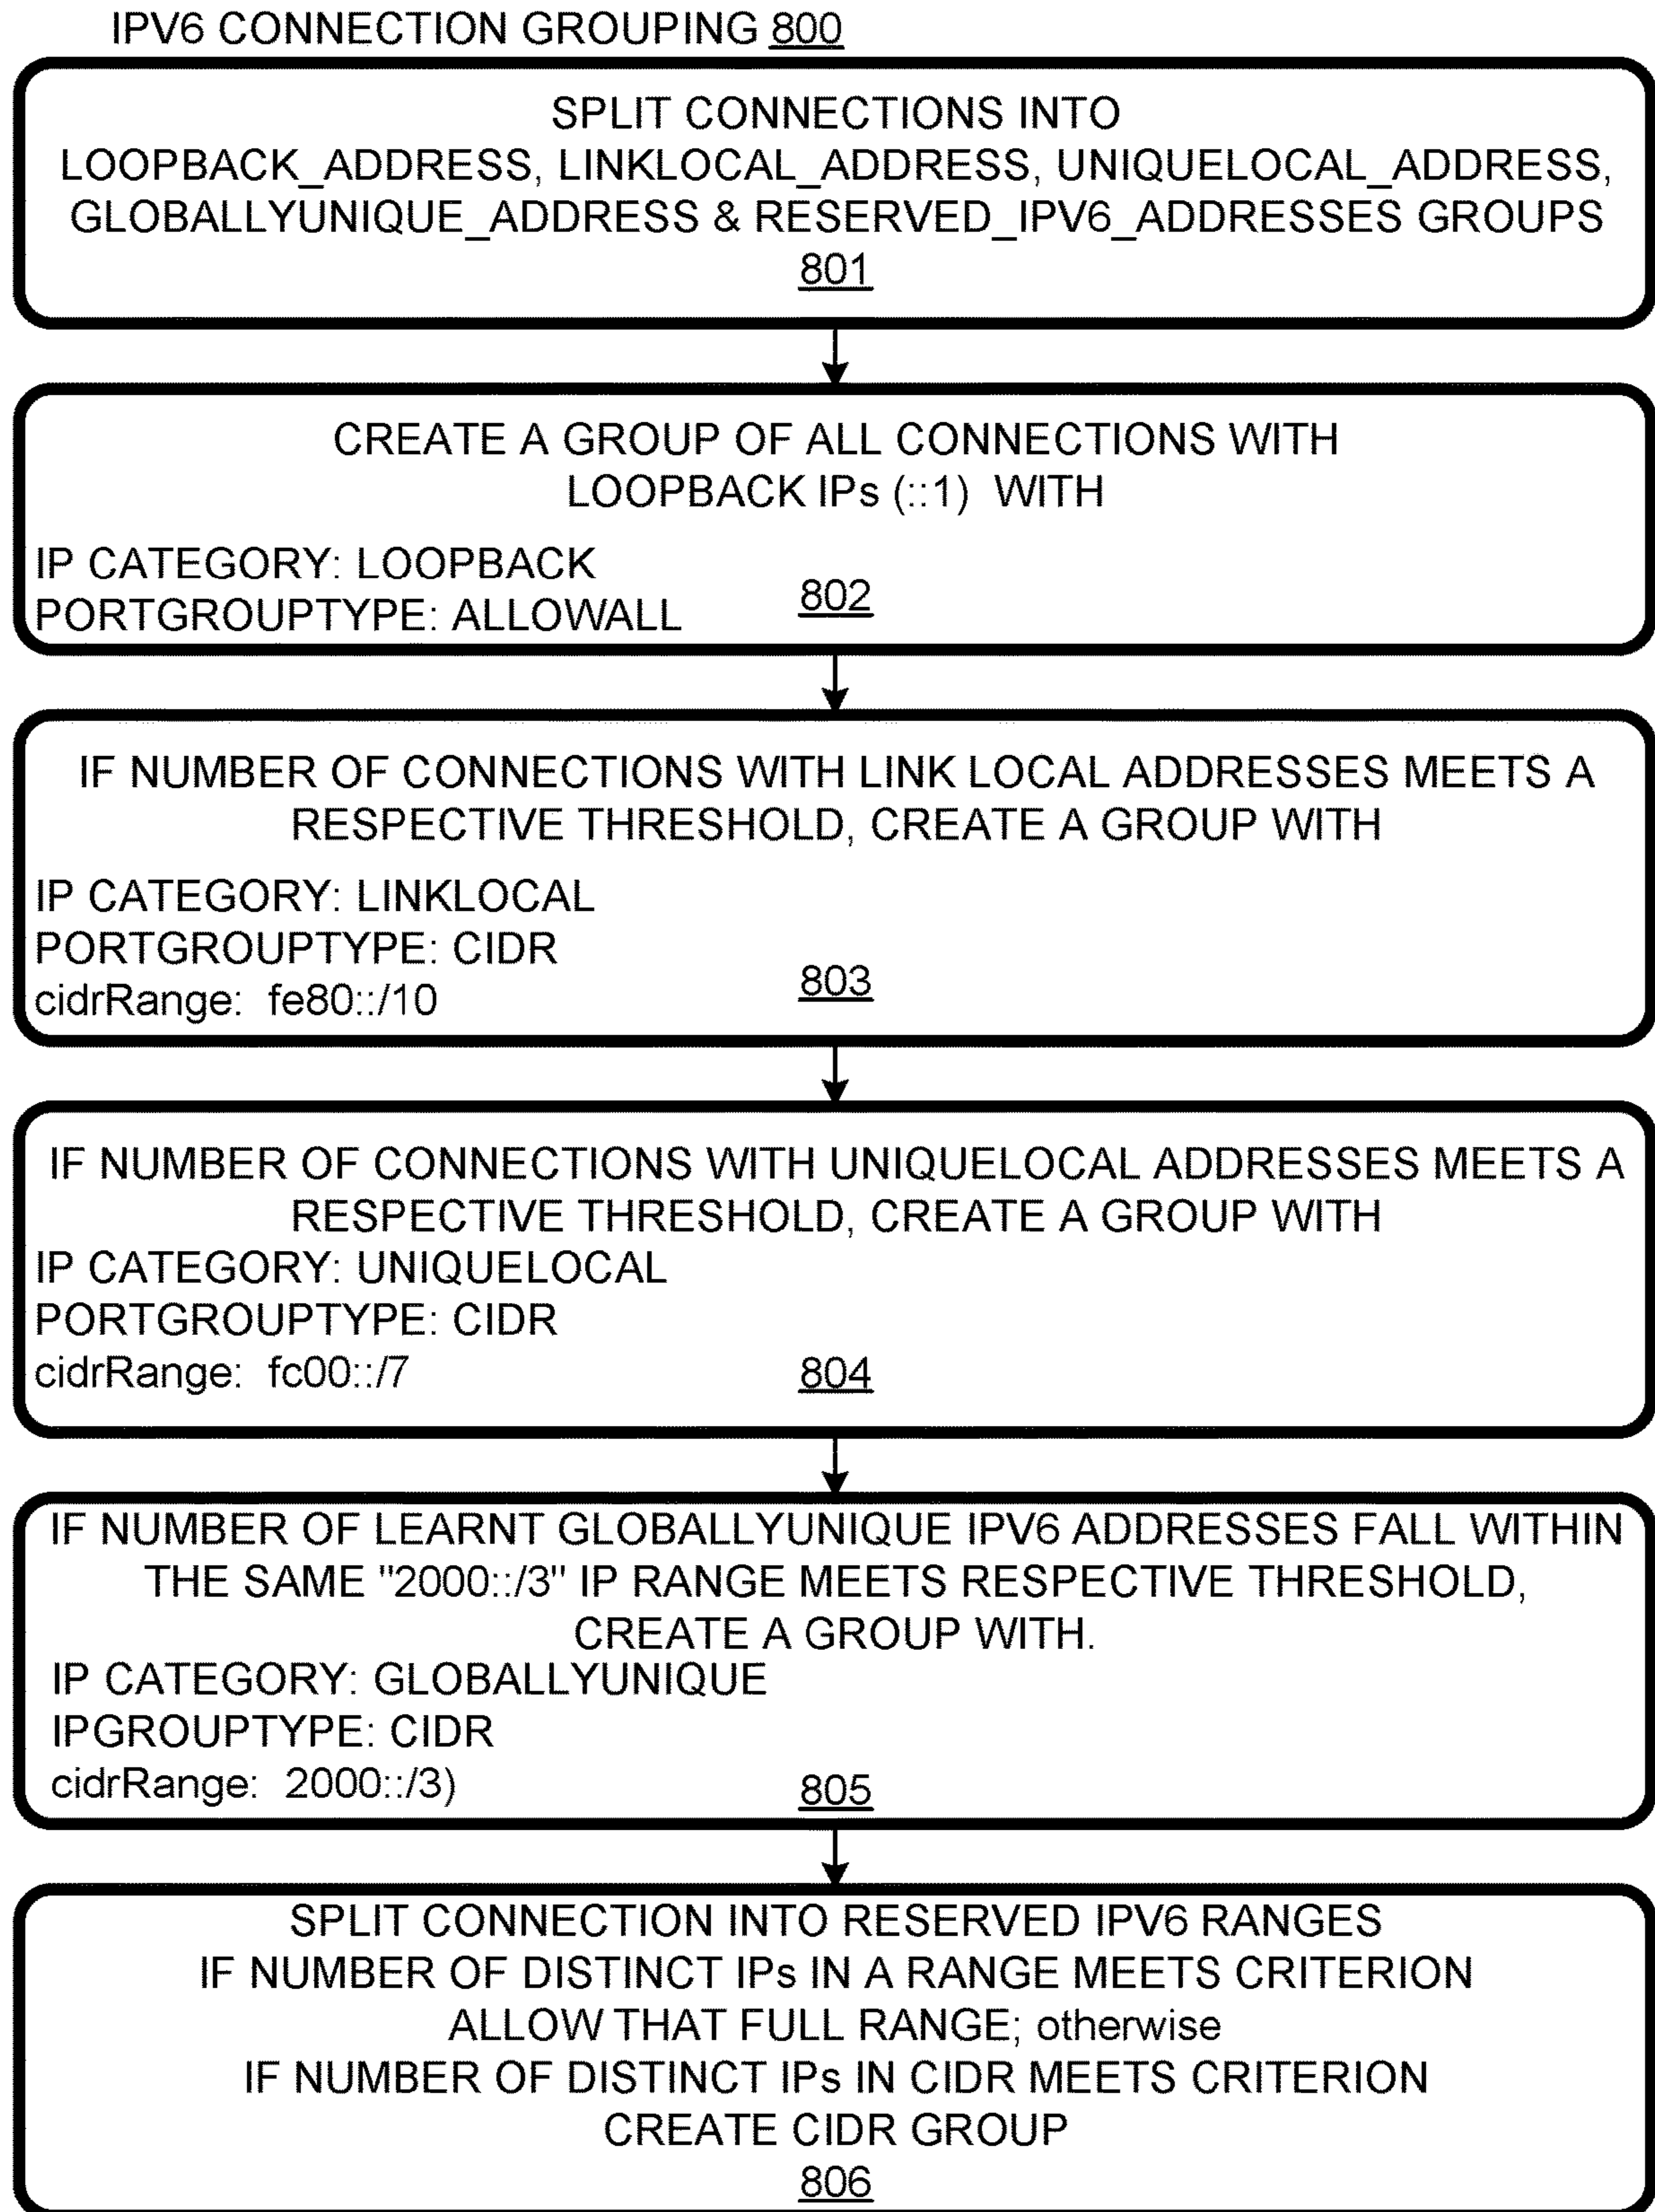 IPV6 CONNECTION GROUPING 800
SPLIT CONNECTIONS INTO
LOOPBACK_ADDRESS, LINKLOCAL_ADDRESS, UNIQUELOCAL_ADDRESS,
GLOBALLYUNIQUE_ADDRESS & RESERVED_IPV6_ADDRESSES GROUPS
801
CREATE A GROUP OF ALL CONNECTIONS WITH
LOOPBACK IPs (::1) WITH
IP CATEGORY: LOOPBACK
PORTGROUPTYPE: ALLOWALL
802
IF NUMBER OF CONNECTIONS WITH LINK LOCAL ADDRESSES MEETS A
RESPECTIVE THRESHOLD, CREATE A GROUP WITH
IP CATEGORY: LINKLOCAL
PORTGROUPTYPE: CIDR
cidrRange: fe80::/10
803
IF NUMBER OF CONNECTIONS WITH UNIQUELOCAL ADDRESSES MEETS A
RESPECTIVE THRESHOLD, CREATE A GROUP WITH
IP CATEGORY: UNIQUELOCAL
PORTGROUPTYPE: CIDR
cidrRange: fc00::/7
804
IF NUMBER OF LEARNT GLOBALLYUNIQUE IPV6 ADDRESSES FALL WITHIN
THE SAME "2000::/3" IP RANGE MEETS RESPECTIVE THRESHOLD,
CREATE A GROUP WITH.
IP CATEGORY: GLOBALLYUNIQUE
IPGROUPTYPE: CIDR
cidrRange: 2000::/3)
805
SPLIT CONNECTION INTO RESERVED IPV6 RANGES
IF NUMBER OF DISTINCT IPs IN A RANGE MEETS CRITERION
ALLOW THAT FULL RANGE; otherwise
IF NUMBER OF DISTINCT IPs IN CIDR MEETS CRITERION
CREATE CIDR GROUP
806